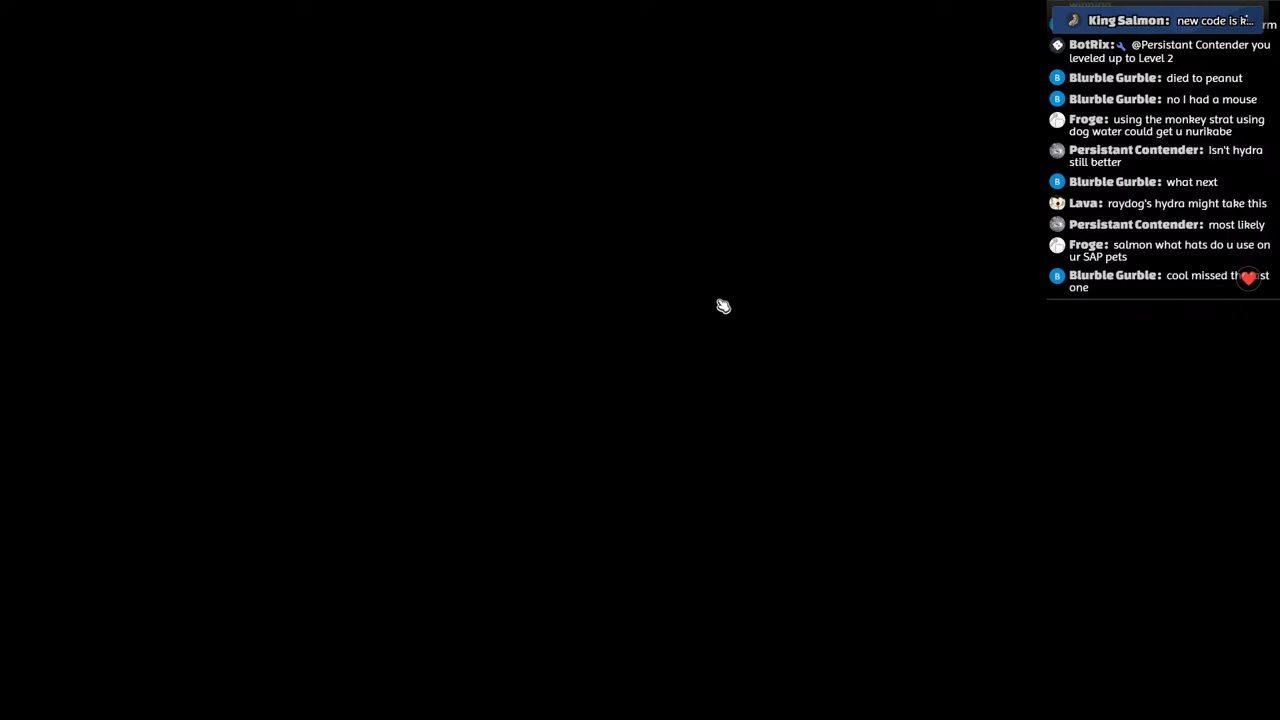 King Salmon: new code is k...
BotRix: @Persistant Contender you
leveled up to Level 2
Blurble Gurble: died to peanut
Blurble Gurble: no I had a mouse
Froge: using the monkey strat using
dog water could get u nurikabe
Persistant Contender: Isn't hydra
still better
Blurble Gurble: what next
Lava: raydog's hydra might take this
Persistant Contender: most likely
Froge: salmon what hats do u use on
ur SAP pets
Blurble Gurble: cool missed
one